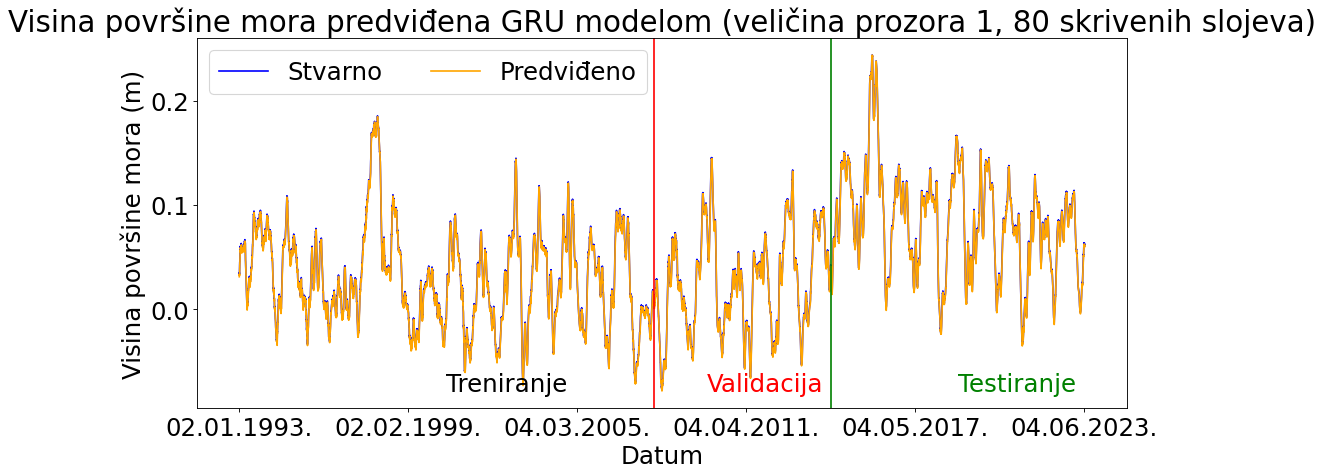 Visina površine mora predviđena GRU modelom (veličina prozora 1, 80 skrivenih slojeva)
Stvarno
Predviđeno
Visina površine mora (m)
0.2
0.1
0.0
Treniranje
Validacija
Testiranje
02.01.1993.
02.02.1999.
04.03.2005.
04.04.2011.
04.05.2017.
04.06.2023.
Datum